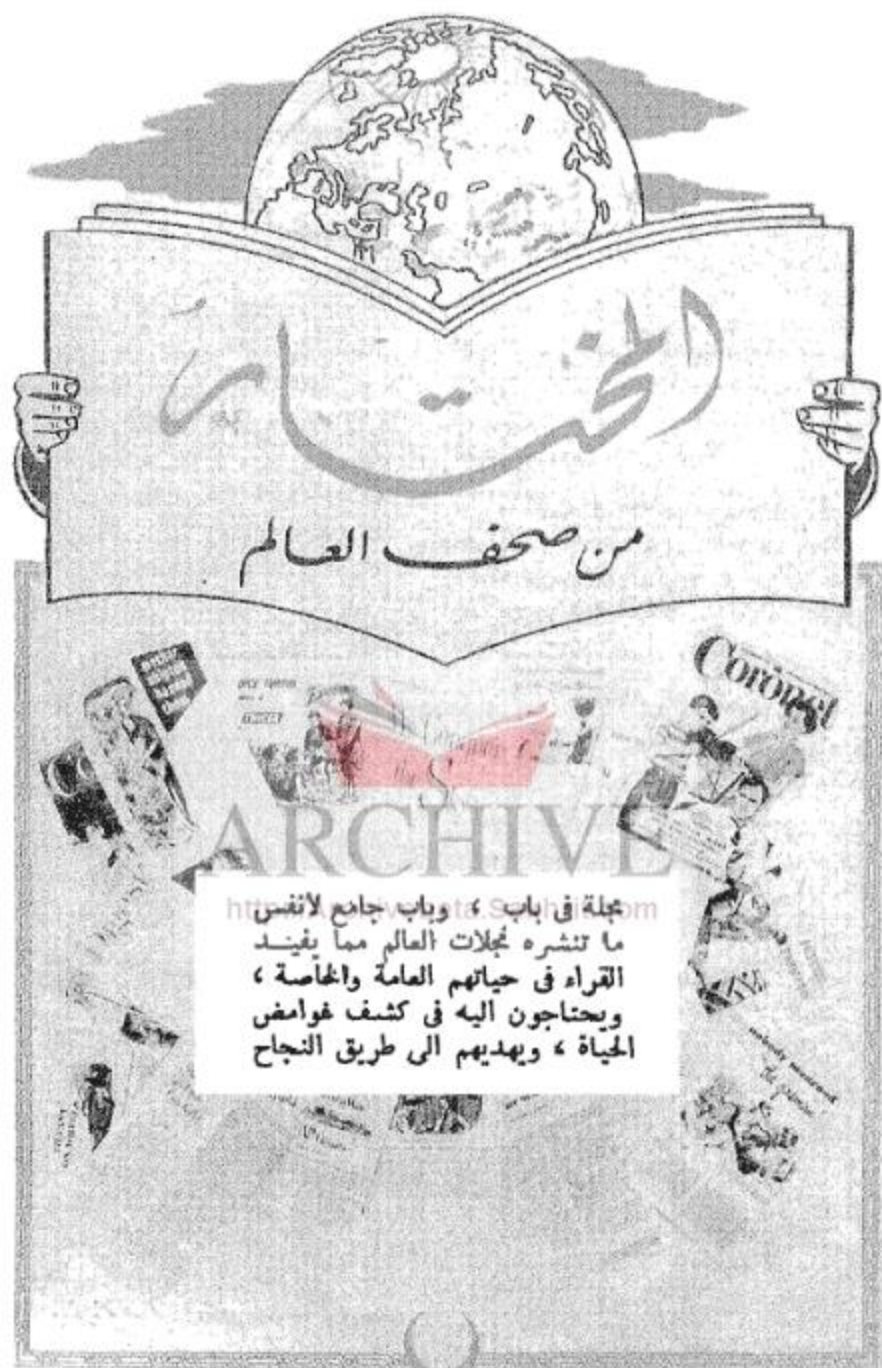 المختارُ
من صحف العالم
Coronet
ARCHIVE
مجلة فى باب ، وباب جامع لأنفس
ما تنشره مجلات العالم مما يفيـد
القراء فى حياتهم العامة والخاصة ،
ويحتاجون اليه فى كشف غوامض
الحياة ، ويهديهم الى طريق النجاح